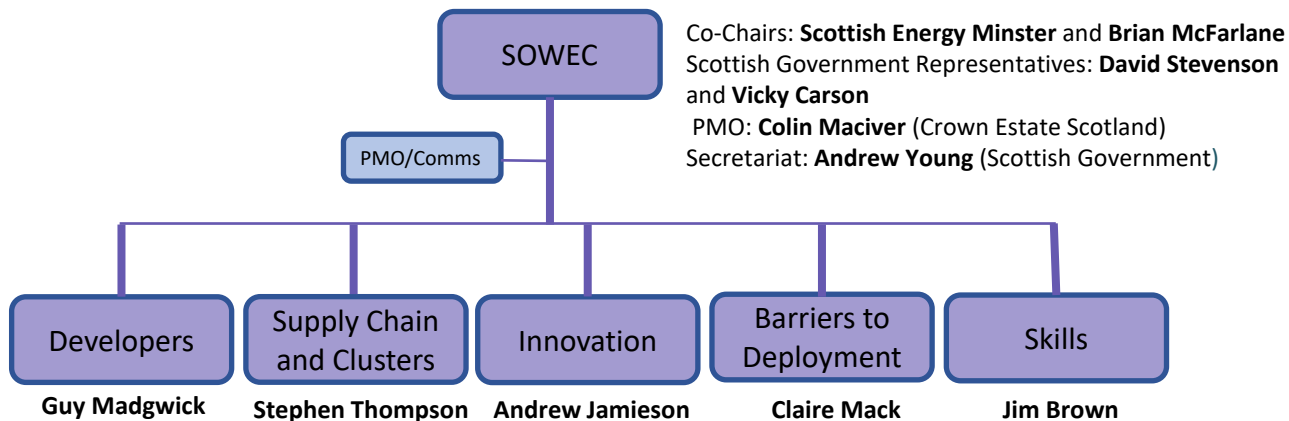 SOWEC
Co-Chairs: Scottish Energy Minster and Brian McFarlane
Scottish Government Representatives: David Stevenson
and Vicky Carson
PMO: Colin Maciver (Crown Estate Scotland)
Secretariat: Andrew Young (Scottish Government)
PMO/Comms
Developers
Supply Chain
and Clusters
Innovation
Barriers to
Deployment
Skills
Guy Madgwick
Stephen Thompson
Andrew Jamieson
Claire Mack
Jim Brown